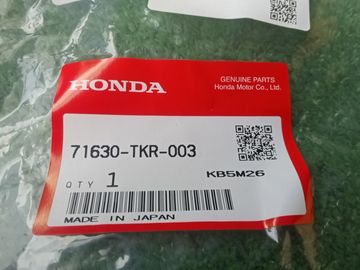 HONDA
GENUINE PARTS
Honda Motor Co., Ltd.
71630-TKR-003
QTY 1
KB5M26
MADE IN JAPAN